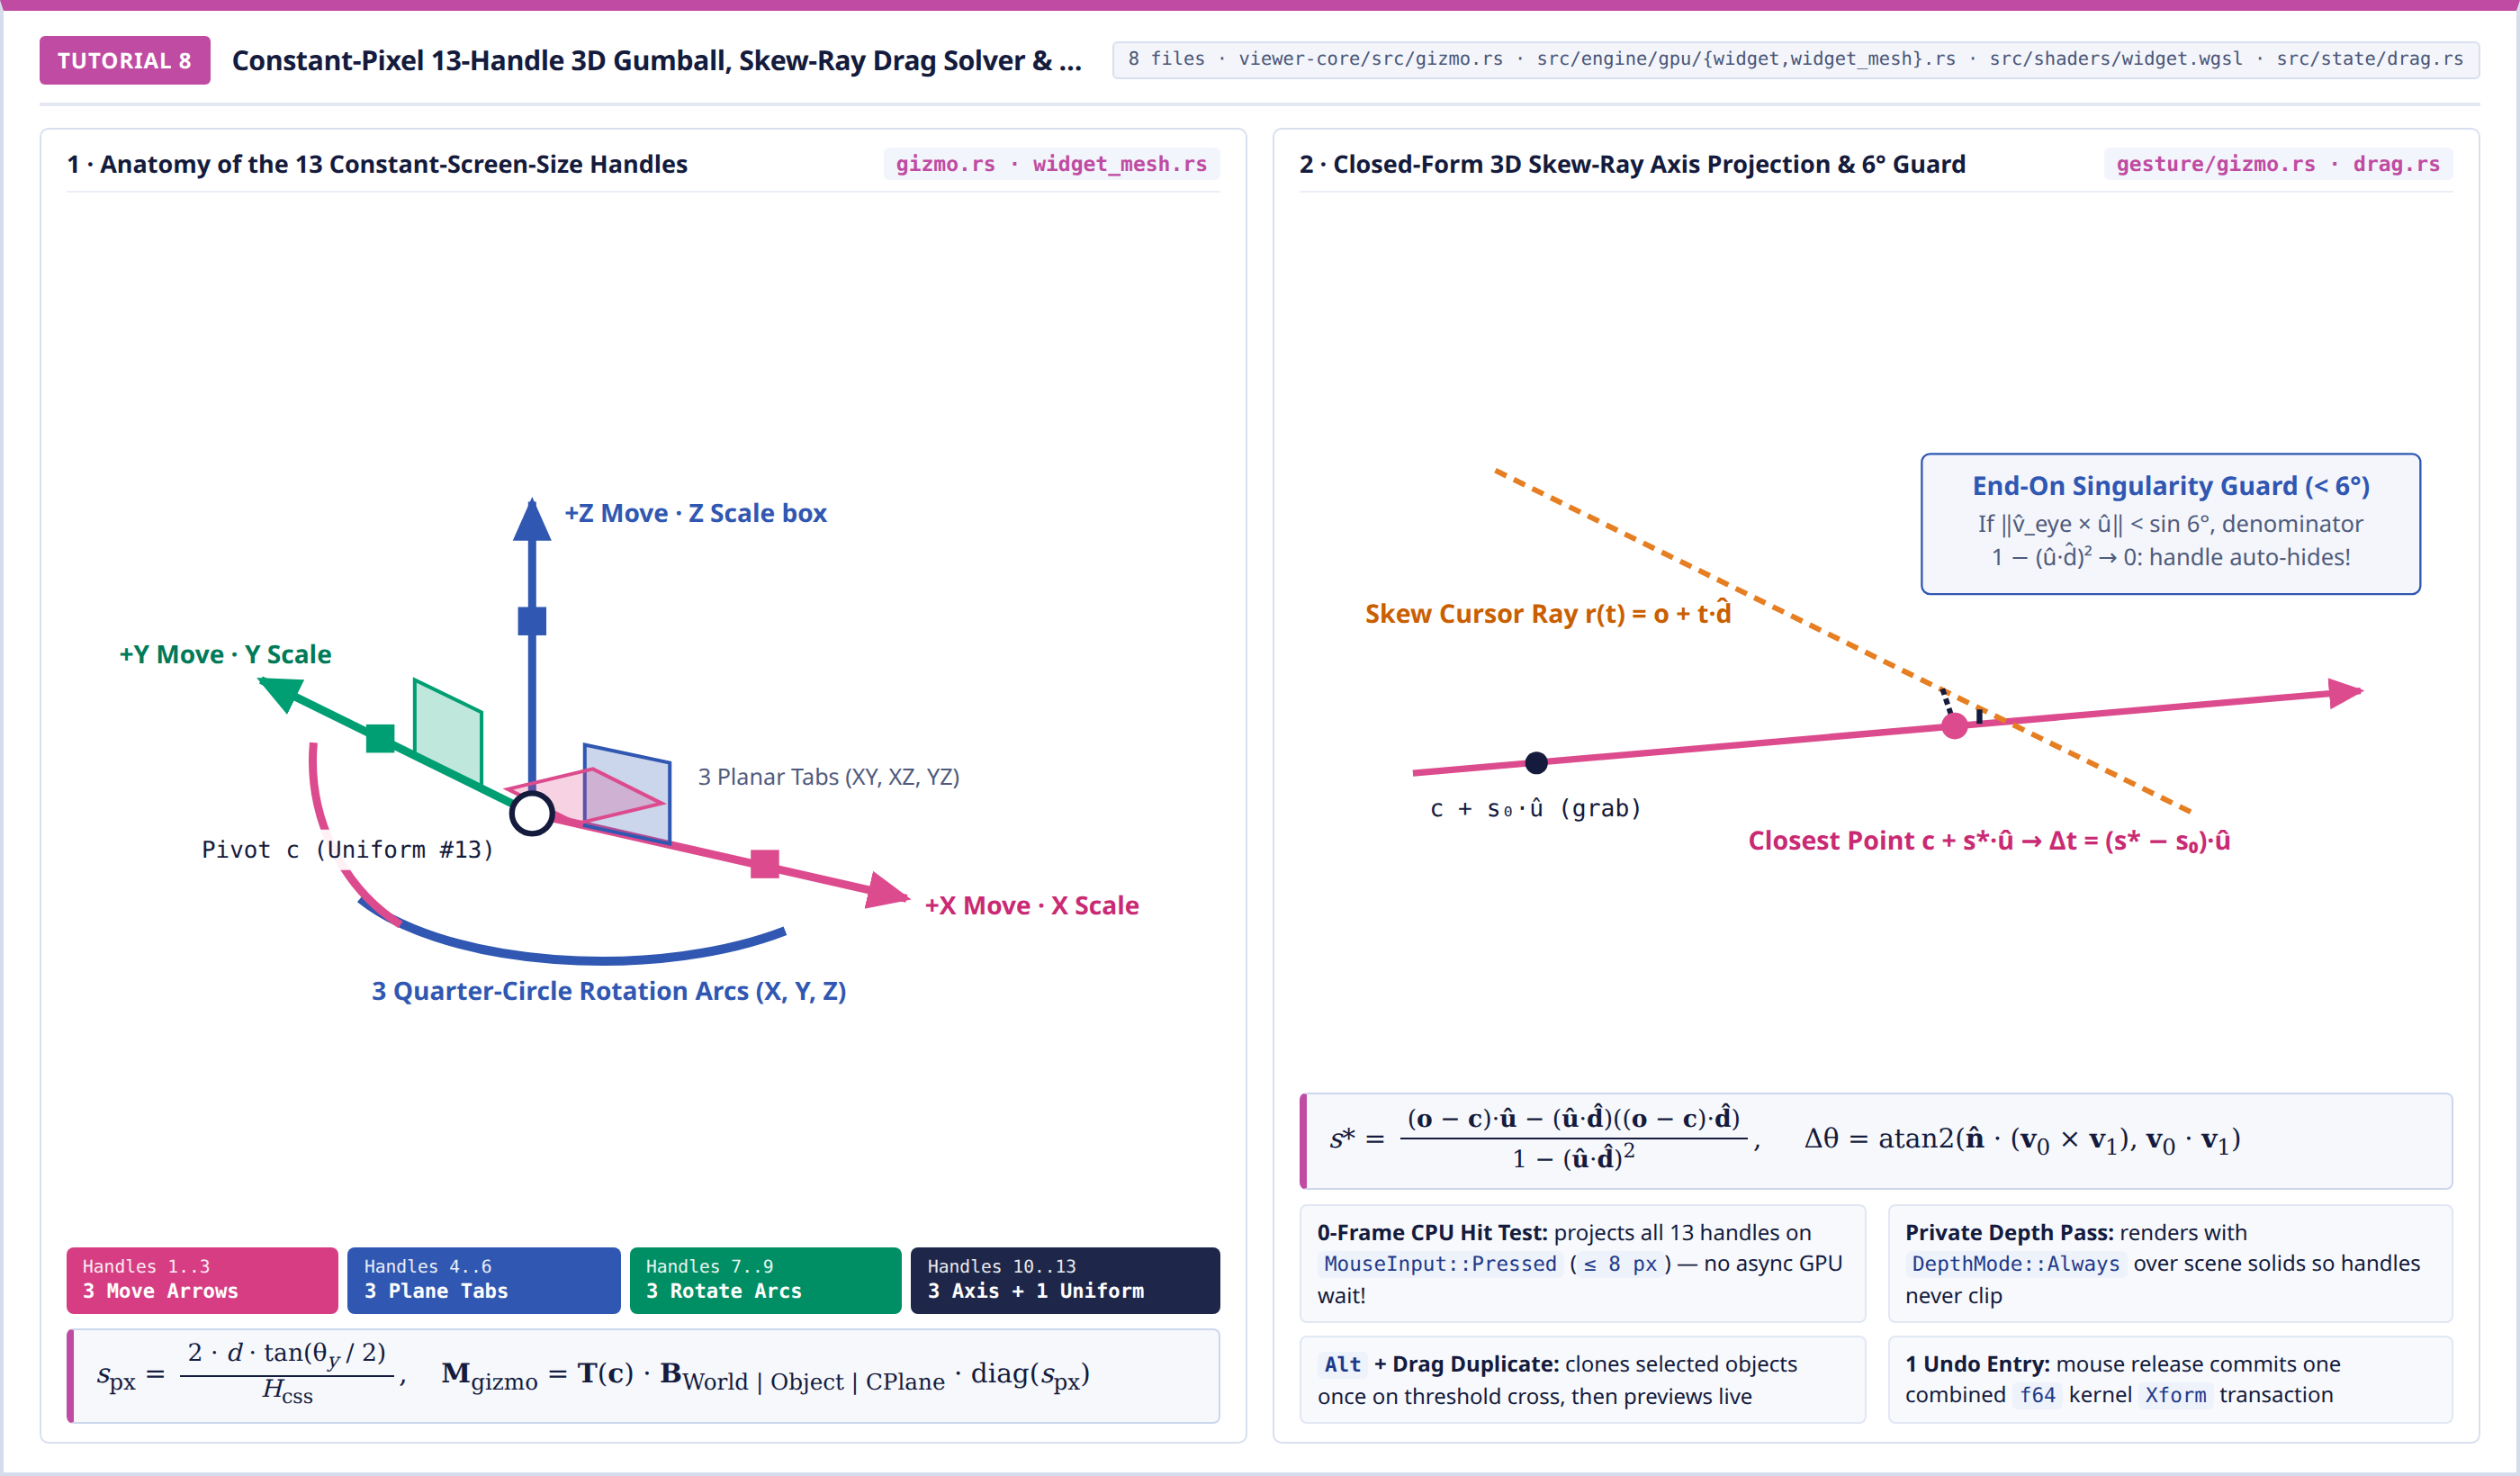 TUTORIAL 8
Constant-Pixel 13-Handle 3D Gumball, Skew-Ray Drag Solver & ...
8 files · viewer-core/src/gizmo.rs · src/engine/gpu/{widget,widget_mesh}.rs · src/shaders/widget.wgsl · src/state/drag.rs
1 · Anatomy of the 13 Constant-Screen-Size Handles
gizmo.rs · widget_mesh.rs
+Z Move · Z Scale box
+Y Move · Y Scale
3 Planar Tabs (XY, XZ, YZ)
Pivot c (Uniform #13)
+X Move · X Scale
3 Quarter-Circle Rotation Arcs (X, Y, Z)
Handles 1..3
3 Move Arrows
Handles 4..6
3 Plane Tabs
Handles 7..9
3 Rotate Arcs
Handles 10..13
3 Axis + 1 Uniform
s_px = 2 · d · tan(θ_y / 2) / H_css, M_gizmo = T(c) · B_World | Object | CPlane · diag(s_px)
2 · Closed-Form 3D Skew-Ray Axis Projection & 6° Guard
gesture/gizmo.rs · drag.rs
End-On Singularity Guard (< 6°)
If ‖v̂_eye × û‖ < sin 6°, denominator
1 − (û·d̂)² → 0: handle auto-hides!
Skew Cursor Ray r(t) = o + t·d̂
c + s₀·û (grab)
Closest Point c + s*·û → Δt = (s* − s₀)·û
s* = (o − c)·û − (û·d̂)((o − c)·d̂) / 1 − (û·d̂)², Δθ = atan2(n̂ · (v₀ × v₁), v₀ · v₁)
0-Frame CPU Hit Test: projects all 13 handles on
MouseInput::Pressed ( ≤ 8 px ) — no async GPU
wait!
Private Depth Pass: renders with
DepthMode::Always over scene solids so handles
never clip
Alt + Drag Duplicate: clones selected objects
once on threshold cross, then previews live
1 Undo Entry: mouse release commits one
combined f64 kernel Xform transaction